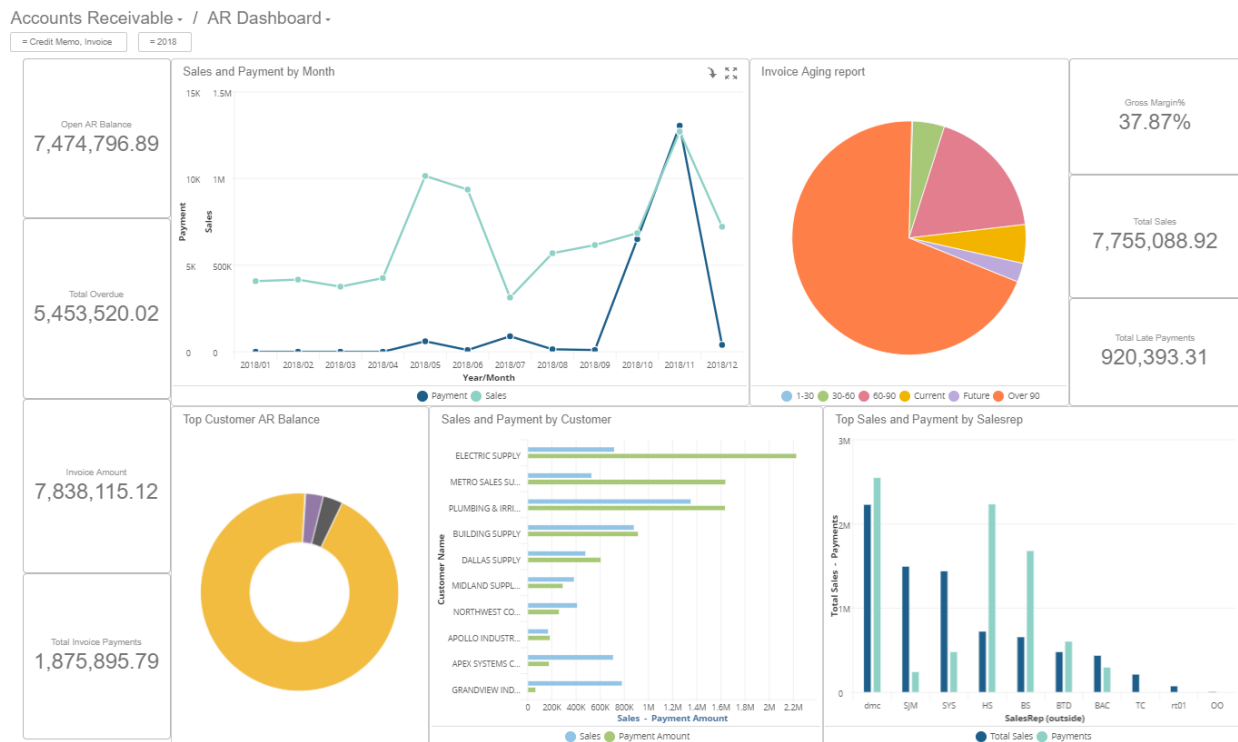 Accounts Receivable / AR Dashboard
= Credit Memo, Invoice
= 2018
Open AR Balance
7,474,796.89
Total Overdue
5,453,520.02
Invoice Amount
7,838,115.12
Total Invoice Payments
1,875,895.79
Sales and Payment by Month
15K 1.5M
10K 1M
5K 500K
0 0
Payment
Sales
2018/01 2018/02 2018/03 2018/04 2018/05 2018/06 2018/07 2018/08 2018/09 2018/10 2018/11 2018/12
Year/Month
Payment Sales
Invoice Aging report
1-30 30-60 60-90 Current Future Over 90
Gross Margin%
37.87%
Total Sales
7,755,088.92
Total Late Payments
920,393.31
Top Customer AR Balance
Sales and Payment by Customer
Customer Name
ELECTRIC SUPPLY
METRO SALES SU...
PLUMBING & IRRI...
BUILDING SUPPLY
DALLAS SUPPLY
MIDLAND SUPPL...
NORTHWEST CO...
APOLLO INDUSTR...
APEX SYSTEMS C...
GRANDVIEW IND...
0 200K 400K 600K 800K 1M 1.2M 1.4M 1.6M 1.8M 2M 2.2M
Sales - Payment Amount
Sales Payment Amount
Top Sales and Payment by Salesrep
3M
2M
1M
0
Total Sales - Payments
dmc SJM SYS HS BS BTD BAC TC rt01 OO
SalesRep (outside)
Total Sales Payments